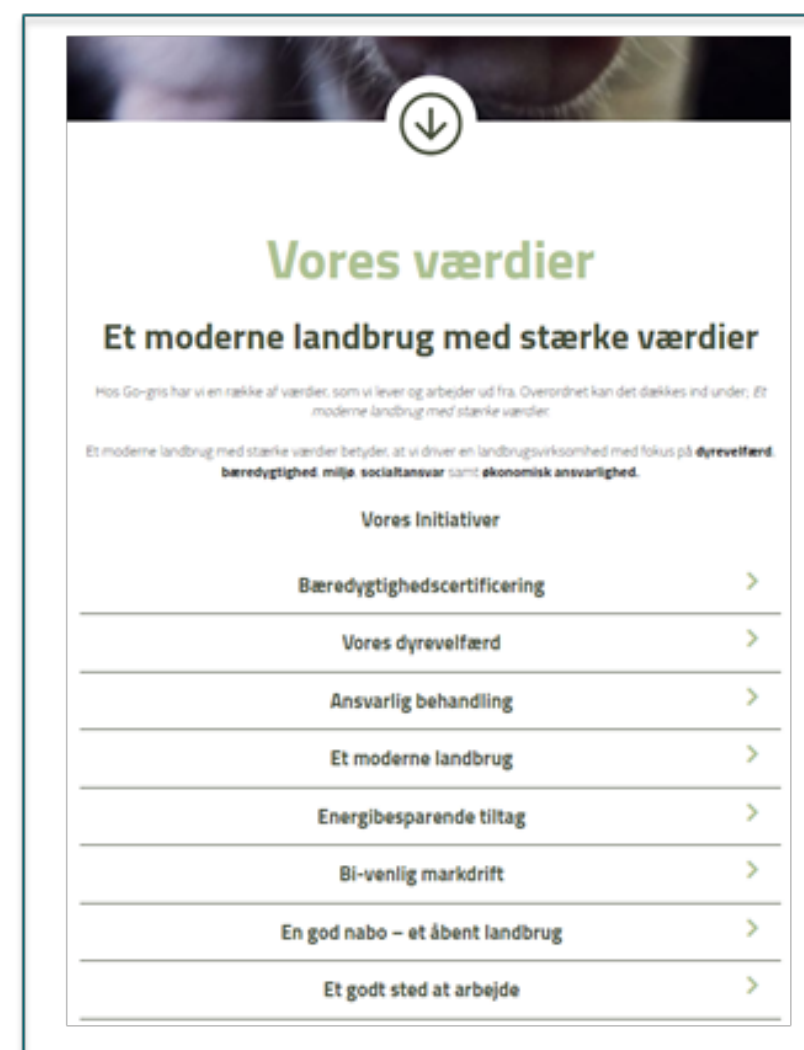 Vores værdier
Et moderne landbrug med stærke værdier
Hos Go-gris har vi en række af værdier, som vi lever og arbejder ud fra. Overordnet kan det dækkes ind under; Et
moderne landbrug med stærke værdier.
Et moderne landbrug med stærke værdier betyder, at vi driver en landbrugsvirksomhed med fokus på dyrevelfærd,
bæredygtighed, miljø, socialtansvar samt økonomisk ansvarlighed.
Vores Initiativer
Bæredygtighedscertificering
Vores dyrevelfærd
Ansvarlig behandling
Et moderne landbrug
Energibesparende tiltag
Bi-venlig markdrift
En god nabo – et åbent landbrug
Et godt sted at arbejde